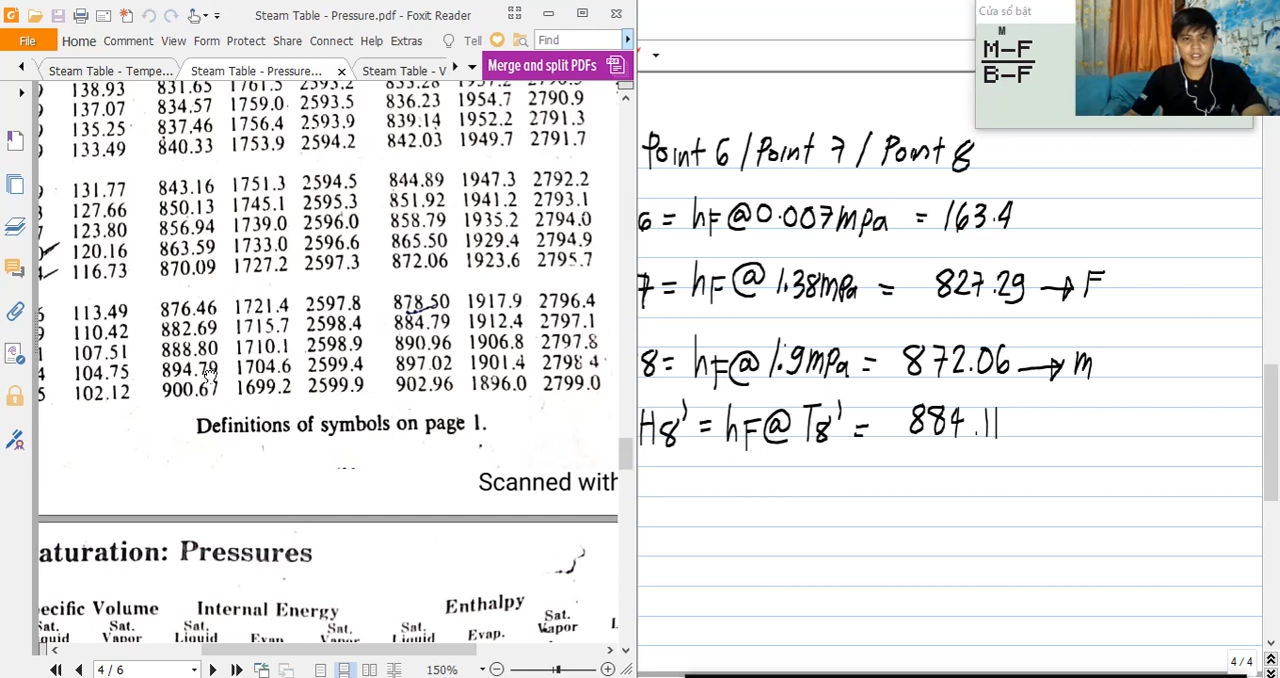 Steam Table - Pressure.pdf - Foxit Reader
File Home Comment View Form Protect Share Connect Help Extras Tell Find
Steam Table - Tempe... Steam Table - Pressure... × Steam Table - V
Merge and split PDFs
138.93 831.65 1761.5
137.07 834.57 1759.0 2593.5 836.23 1954.7 2790.9
135.25 837.46 1756.4 2593.9 839.14 1952.2 2791.3
133.49 840.33 1753.9 2594.2 842.03 1949.7 2791.7
131.77 843.16 1751.3 2594.5 844.89 1947.3 2792.2
127.66 850.13 1745.1 2595.3 851.92 1941.2 2793.1
123.80 856.94 1739.0 2596.0 858.79 1935.2 2794.0
120.16 863.59 1733.0 2596.6 865.50 1929.4 2794.9
116.73 870.09 1727.2 2597.3 872.06 1923.6 2795.7
113.49 876.46 1721.4 2597.8 878.50 1917.9 2796.4
110.42 882.69 1715.7 2598.4 884.79 1912.4 2797.1
107.51 888.80 1710.1 2598.9 890.96 1906.8 2797.8
104.75 894.79 1704.6 2599.4 897.02 1901.4 2798 4
102.12 900.67 1699.2 2599.9 902.96 1896.0 2799.0
Definitions of symbols on page 1.
Scanned with
aturation: Pressures
ecific Volume Internal Energy Enthalpy
Sat. Sat. Sat. Sat. Sat. Sat.
iquid Vapor Liquid Evap. Vapor Liquid Evap. Vapor
4 / 6 150%
Cửa sổ bật
M
M-F
B-F
Point 6 / Point 7 / Point 8
6 = hF@0.007mpa = 163.4
7 = hF@ 1.38mpa = 827.29 → F
8 = hF@ 1.9mpa = 872.06 → m
H8' = hF@ T8' = 884.11
4 / 4